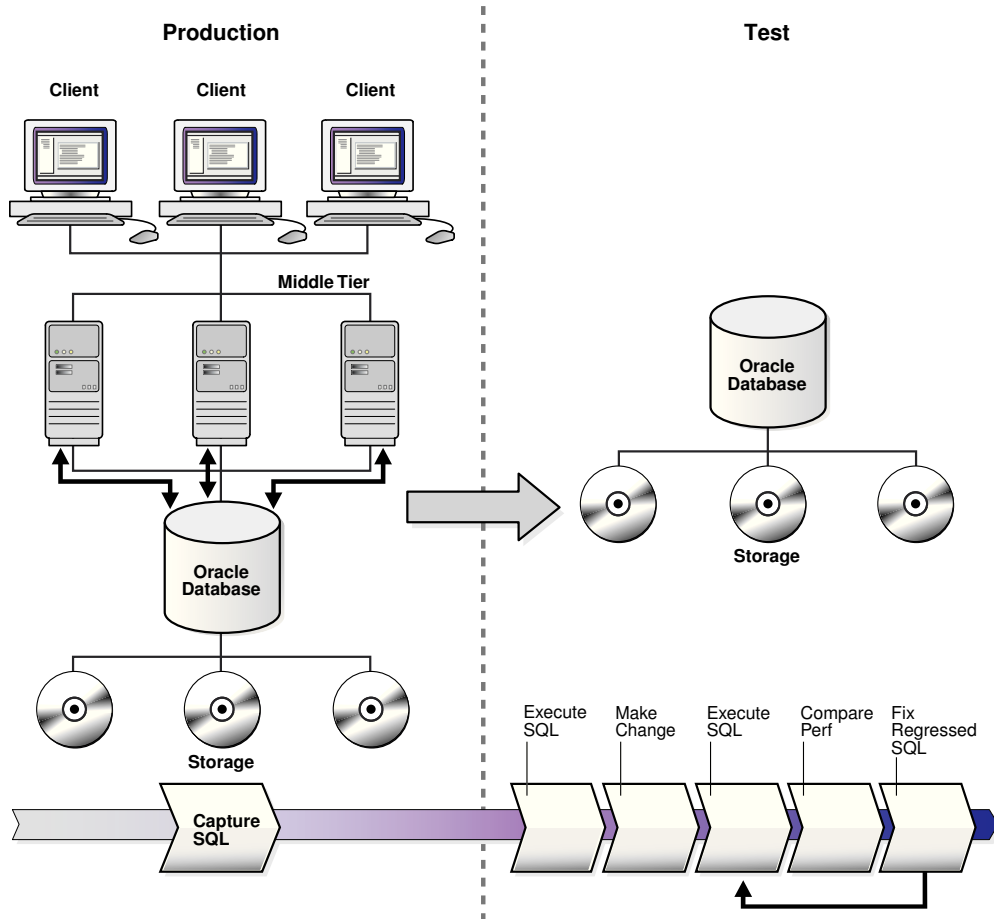 Production
Test
Client
Client
Client
Middle Tier
Oracle
Database
Storage
Oracle
Database
Storage
Capture
SQL
Execute
SQL
Make
Change
Execute
SQL
Compare
Perf
Fix
Regressed
SQL